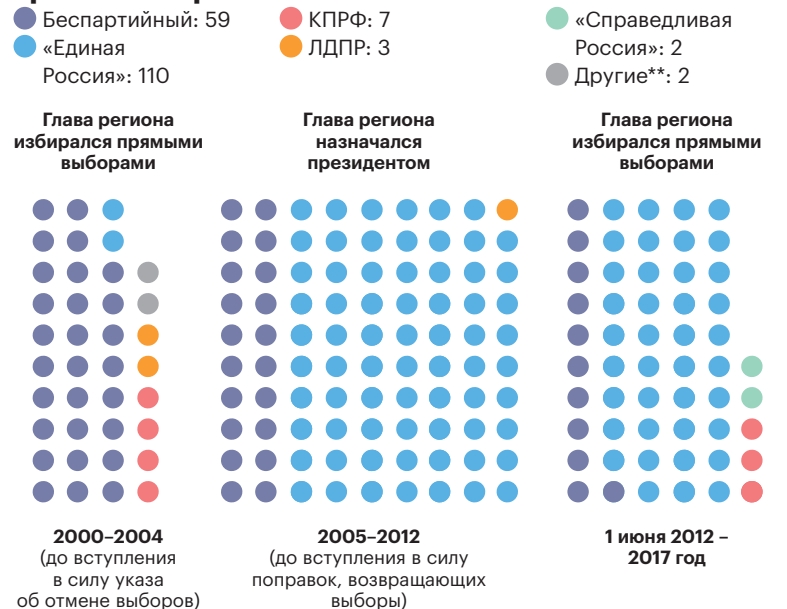 Беспартийный: 59
«Единая
Россия»: 110
КПРФ: 7
ЛДПР: 3
«Справедливая
Россия»: 2
Другие**: 2
Глава региона
избирался прямыми
выборами
Глава региона
назначался
президентом
Глава региона
избирался прямыми
выборами
2000–2004
(до вступления
в силу указа
об отмене выборов)
2005–2012
(до вступления в силу
поправок, возвращающих
выборы)
1 июня 2012 –
2017 год